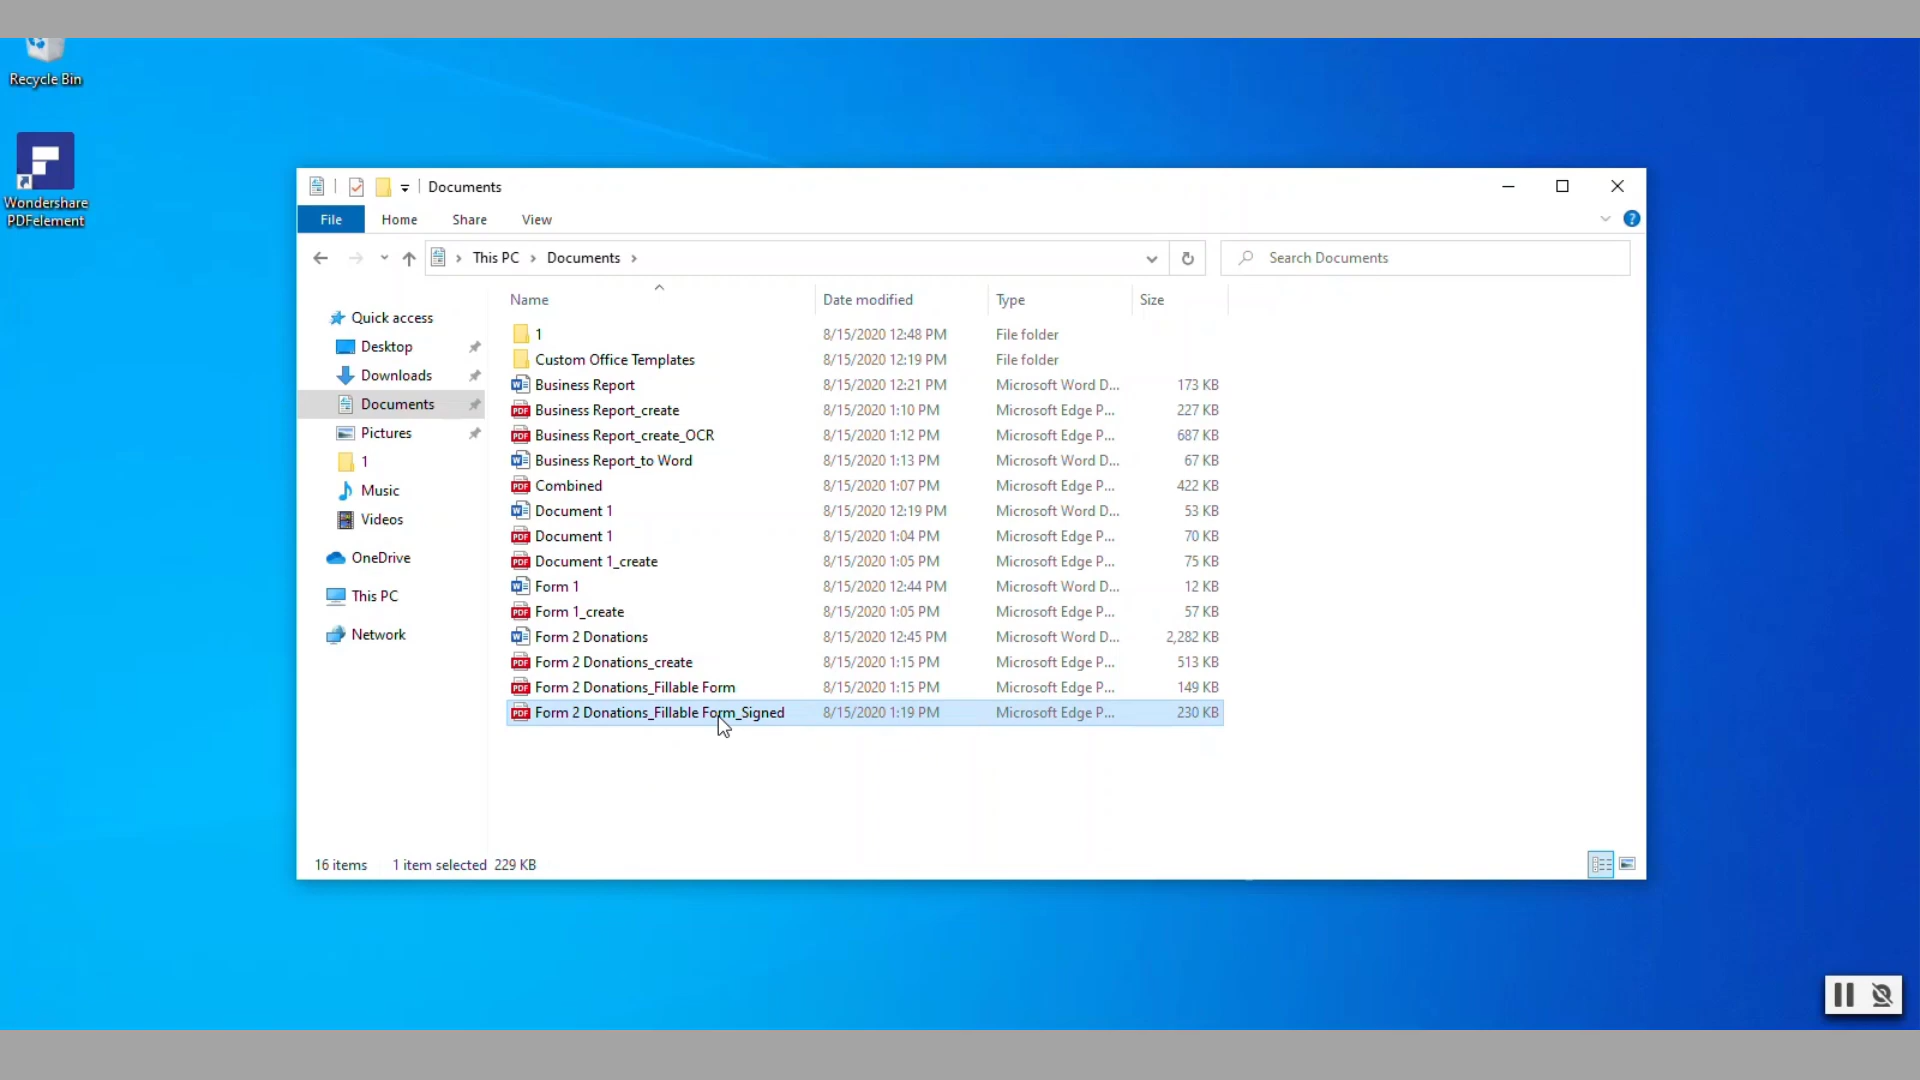 Recycle Bin
Wondershare
PDFelement
Documents
File Home Share View
This PC Documents
Search Documents
Name Date modified Type Size
Quick access
Desktop
Downloads
Documents
Pictures
1
Music
Videos
OneDrive
This PC
Network
1 8/15/2020 12:48 PM File folder
Custom Office Templates 8/15/2020 12:19 PM File folder
Business Report 8/15/2020 12:21 PM Microsoft Word D... 173 KB
Business Report_create 8/15/2020 1:10 PM Microsoft Edge P... 227 KB
Business Report_create_OCR 8/15/2020 1:12 PM Microsoft Edge P... 687 KB
Business Report_to Word 8/15/2020 1:13 PM Microsoft Word D... 67 KB
Combined 8/15/2020 1:07 PM Microsoft Edge P... 422 KB
Document 1 8/15/2020 12:19 PM Microsoft Word D... 53 KB
Document 1 8/15/2020 1:04 PM Microsoft Edge P... 70 KB
Document 1_create 8/15/2020 1:05 PM Microsoft Edge P... 75 KB
Form 1 8/15/2020 12:44 PM Microsoft Word D... 12 KB
Form 1_create 8/15/2020 1:05 PM Microsoft Edge P... 57 KB
Form 2 Donations 8/15/2020 12:45 PM Microsoft Word D... 2,282 KB
Form 2 Donations_create 8/15/2020 1:15 PM Microsoft Edge P... 513 KB
Form 2 Donations_Fillable Form 8/15/2020 1:15 PM Microsoft Edge P... 149 KB
Form 2 Donations_Fillable Form_Signed 8/15/2020 1:19 PM Microsoft Edge P... 230 KB
16 items 1 item selected 229 KB